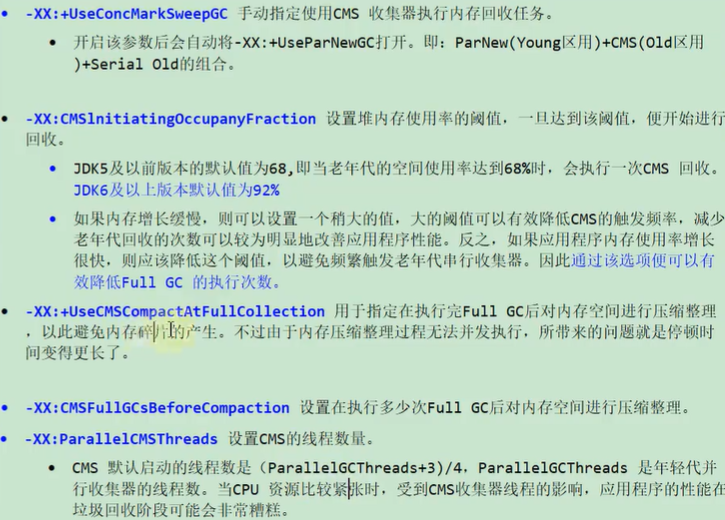 -XX:+UseConcMarkSweepGC 手动指定使用CMS 收集器执行内存回收任务。
开启该参数后会自动将-XX:+UseParNewGC打开。即：ParNew(Young区用)+CMS(Old区用
)+Serial Old的组合。
-XX:CMSlnitiatingOccupanyFraction 设置堆内存使用率的阈值，一旦达到该阈值，便开始进行
回收。
JDK5及以前版本的默认值为68,即当老年代的空间使用率达到68%时，会执行一次CMS 回收。
JDK6及以上版本默认值为92%
如果内存增长缓慢，则可以设置一个稍大的值，大的阈值可以有效降低CMS的触发频率，减少
老年代回收的次数可以较为明显地改善应用程序性能。反之，如果应用程序内存使用率增长
很快，则应该降低这个阈值，以避免频繁触发老年代串行收集器。因此通过该选项便可以有
效降低Full GC 的执行次数。
-XX:+UseCMSCompactAtFullCollection 用于指定在执行完Full GC后对内存空间进行压缩整理
，以此避免内存碎片的产生。不过由于内存压缩整理过程无法并发执行，所带来的问题就是停顿时
间变得更长了。
-XX:CMSFullGCsBeforeCompaction 设置在执行多少次Full GC后对内存空间进行压缩整理。
-XX:ParallelCMSThreads 设置CMS的线程数量。
CMS 默认启动的线程数是（ParallelGCThreads+3)/4，ParallelGCThreads 是年轻代并
行收集器的线程数。当CPU 资源比较紧张时，受到CMS收集器线程的影响，应用程序的性能在
垃圾回收阶段可能会非常糟糕。